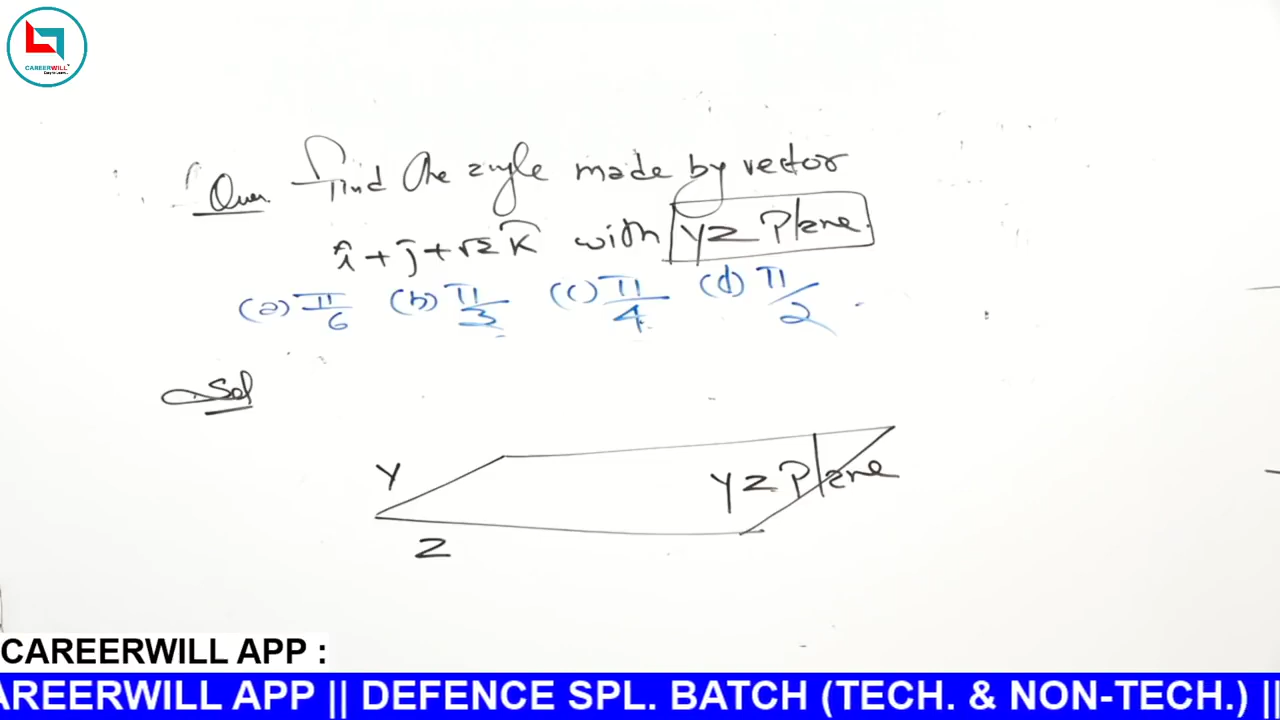 CAREERWILL
Ques. Find the angle made by vector
î + ĵ + √2 k̂ with YZ Plane.
(a) π/6 (b) π/3 (c) π/4 (d) π/2
Sol
Y
YZ Plane
Z
CAREERWILL APP :
AREERWILL APP || DEFENCE SPL. BATCH (TECH. & NON-TECH.) ||